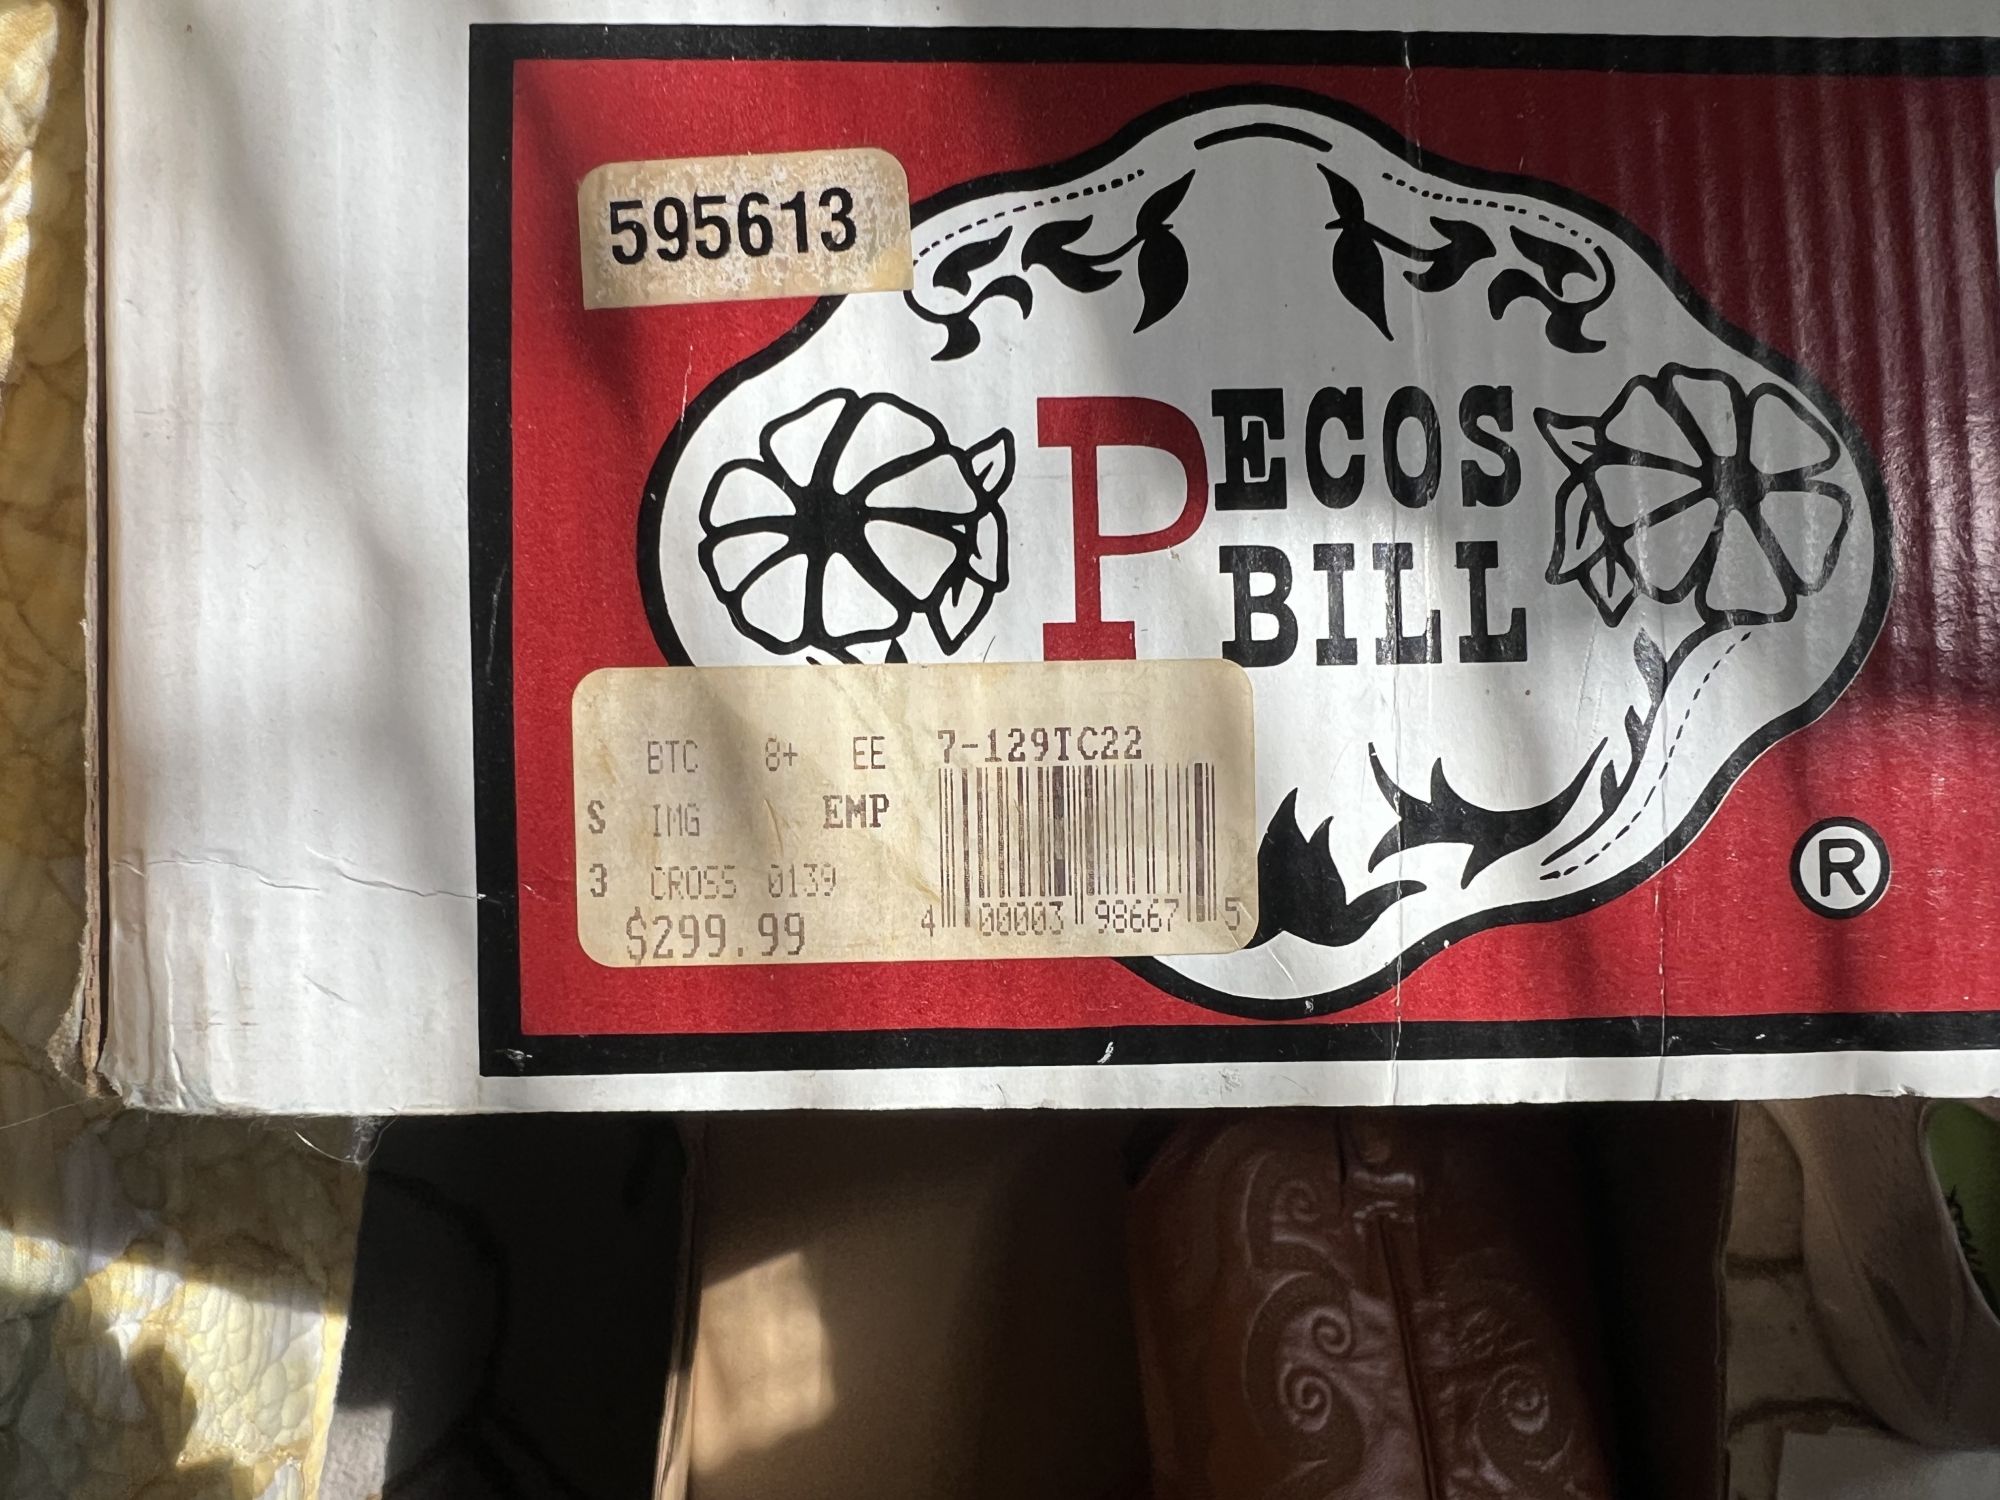 595613
PECOS
BILL
®
BTC 8+ EE 7-129TC22
S IMG EMP
3 CROSS 0139
$299.99
4 00003 98667 5